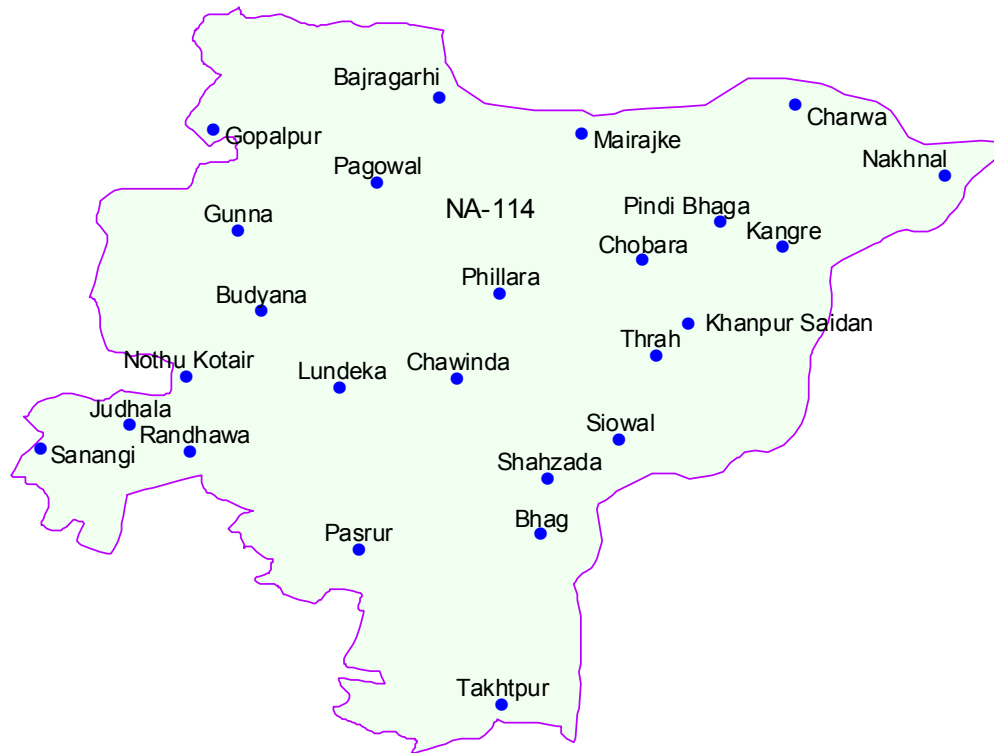 Bajragarhi
Charwa
Gopalpur
Mairajke
Nakhnal
Pagowal
NA-114
Pindi Bhaga
Gunna
Kangre
Chobara
Phillara
Budyana
Khanpur Saidan
Thrah
Nothu Kotair
Lundeka
Chawinda
Judhala
Siowal
Randhawa
Sanangi
Shahzada
Bhag
Pasrur
Takhtpur